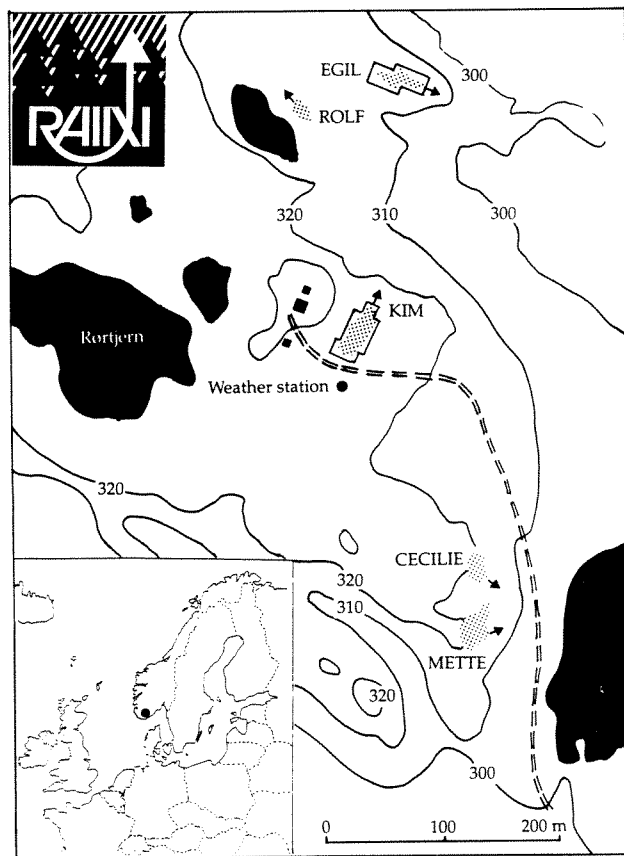 RAIN
EGIL
300
ROLF
320
310
300
KIM
Rørtjern
Weather station
320
CECILIE
320
310
METTE
320
300
0 100 200 m